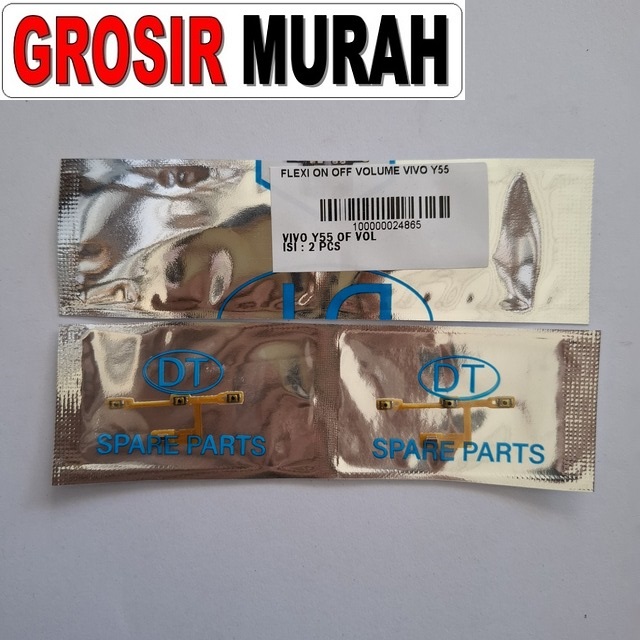 GROSIR MURAH
FLEXI ON OFF VOLUME VIVO Y55
100000024865
VIVO Y55 OF VOL
ISI : 2 PCS
DT
DT
SPARE PARTS
DT
SPARE PARTS